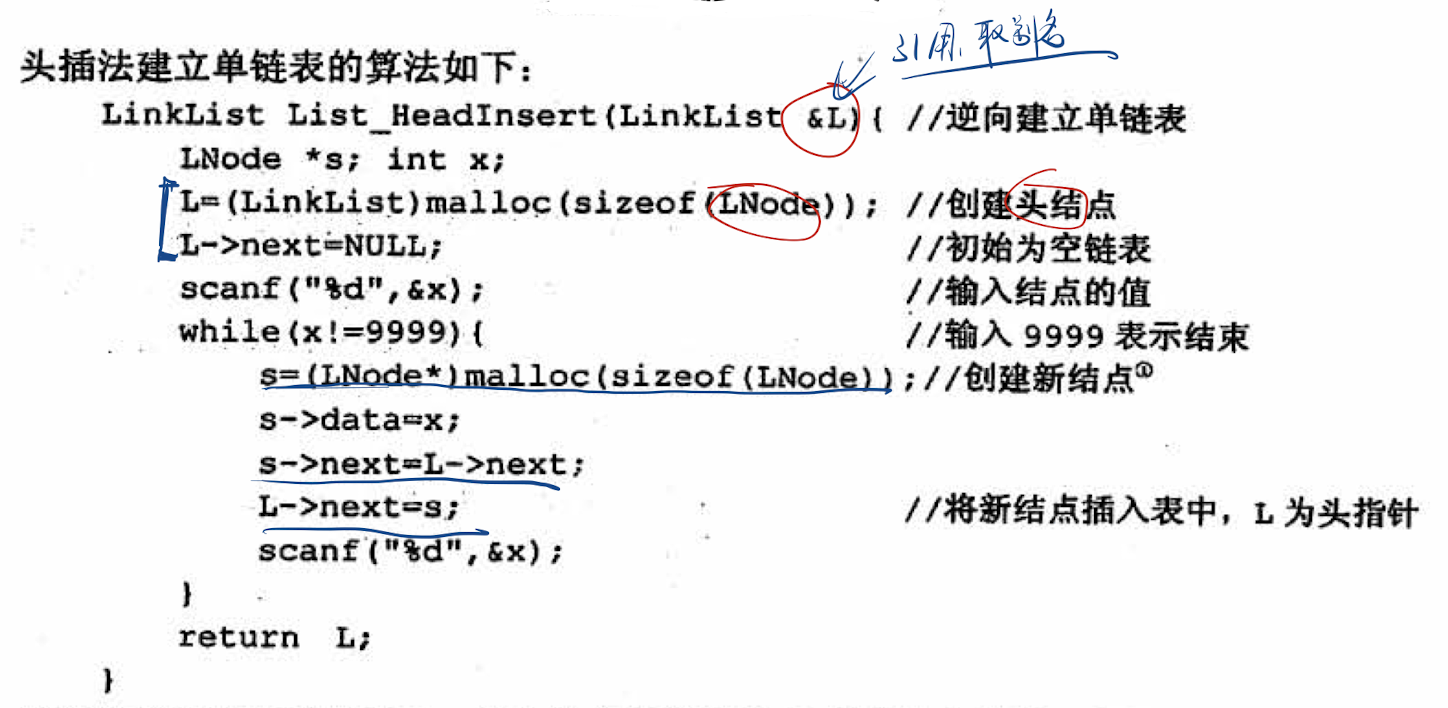 引用、取别名
头插法建立单链表的算法如下:
LinkList List_HeadInsert(LinkList &L){ //逆向建立单链表
LNode *s; int x;
L=(LinkList)malloc(sizeof(LNode)); //创建头结点
L->next=NULL; //初始为空链表
scanf("%d",&x); //输入结点的值
while(x!=9999){ //输入 9999 表示结束
s=(LNode*)malloc(sizeof(LNode));//创建新结点①
s->data=x;
s->next=L->next;
L->next=s; //将新结点插入表中，L 为头指针
scanf("%d",&x);
}
return L;
}